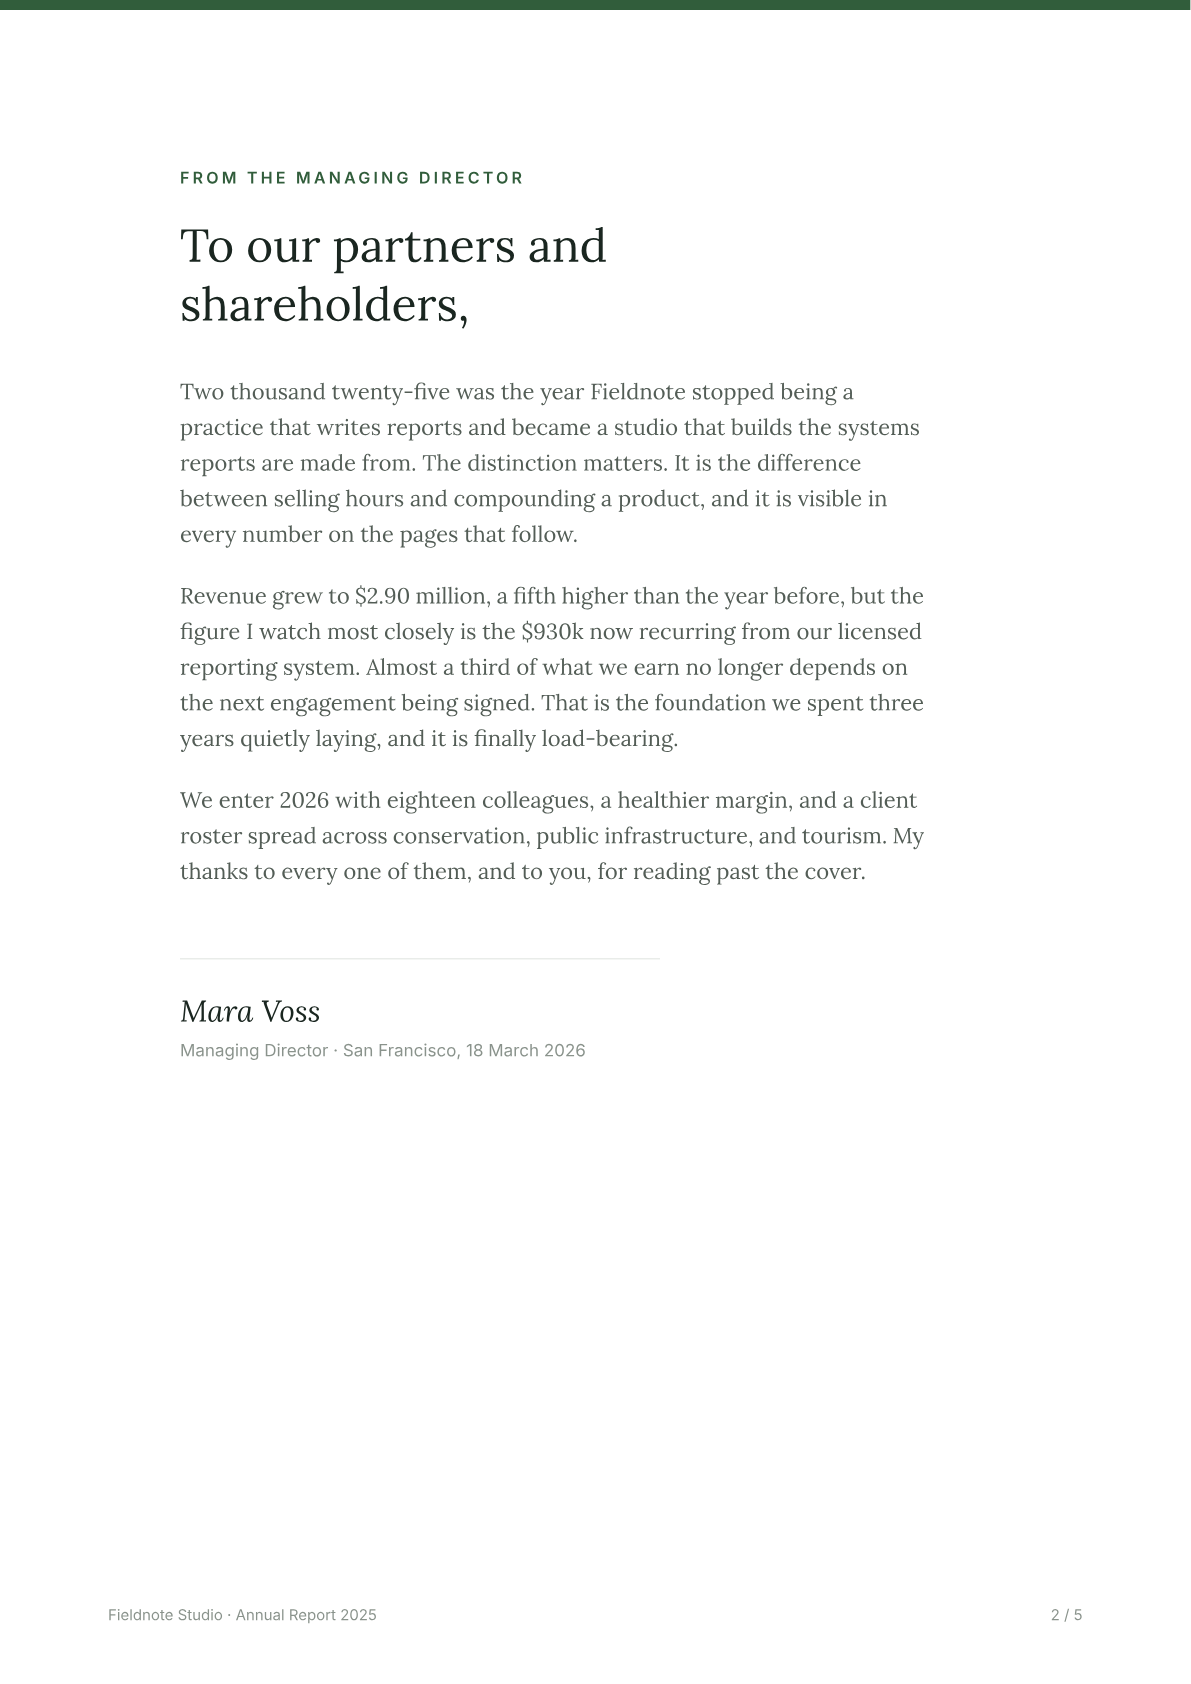 FROM THE MANAGING DIRECTOR
To our partners and
shareholders,
Two thousand twenty-five was the year Fieldnote stopped being a
practice that writes reports and became a studio that builds the systems
reports are made from. The distinction matters. It is the difference
between selling hours and compounding a product, and it is visible in
every number on the pages that follow.
Revenue grew to $2.90 million, a fifth higher than the year before, but the
figure I watch most closely is the $930k now recurring from our licensed
reporting system. Almost a third of what we earn no longer depends on
the next engagement being signed. That is the foundation we spent three
years quietly laying, and it is finally load-bearing.
We enter 2026 with eighteen colleagues, a healthier margin, and a client
roster spread across conservation, public infrastructure, and tourism. My
thanks to every one of them, and to you, for reading past the cover.
Mara Voss
Managing Director · San Francisco, 18 March 2026
Fieldnote Studio · Annual Report 2025
2 / 5